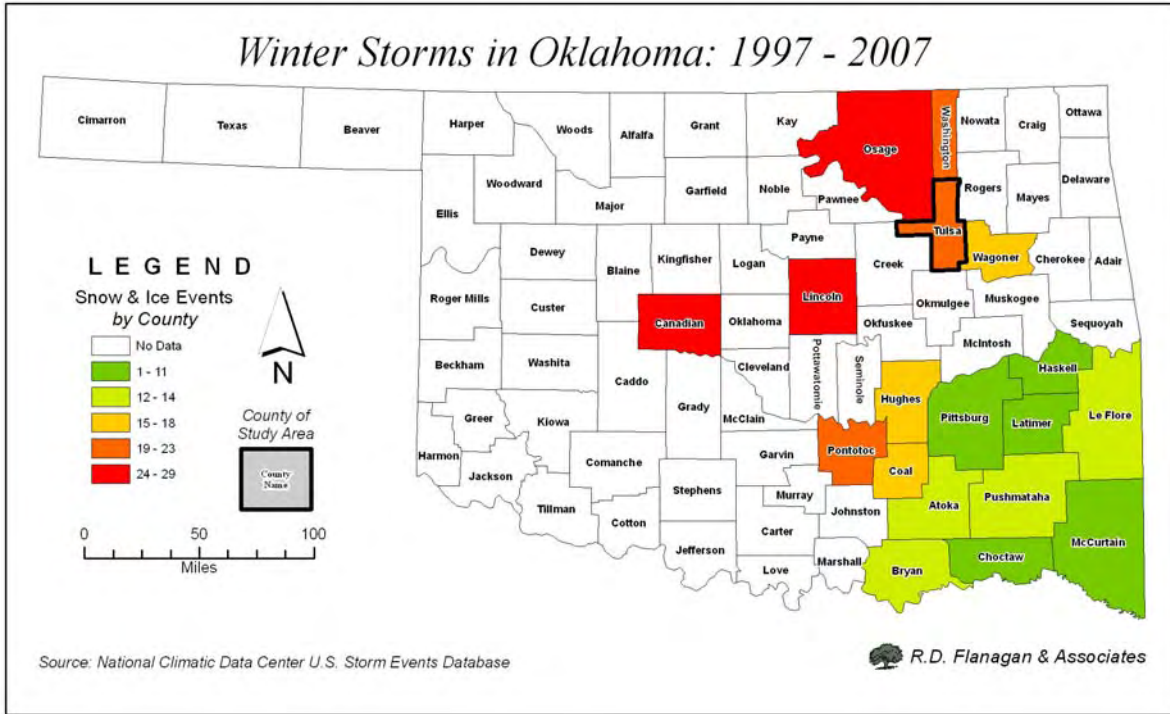 Winter Storms in Oklahoma: 1997 - 2007
Cimarron
Texas
Beaver
Harper
Woods
Alfalfa
Grant
Kay
Osage
Washington
Nowata
Craig
Ottawa
Ellis
Woodward
Major
Garfield
Noble
Pawnee
Rogers
Mayes
Delaware
Dewey
Blaine
Kingfisher
Logan
Payne
Creek
Tulsa
Wagoner
Cherokee
Adair
Roger Mills
Custer
Canadian
Oklahoma
Lincoln
Okfuskee
Okmulgee
Muskogee
McIntosh
Sequoyah
Beckham
Washita
Caddo
Grady
Cleveland
McClain
Pottawatomie
Seminole
Hughes
Pittsburg
Haskell
Latimer
Le Flore
Greer
Harmon
Kiowa
Jackson
Comanche
Tillman
Cotton
Stephens
Jefferson
Garvin
Murray
Carter
Love
Pontotoc
Johnston
Marshall
Coal
Atoka
Pushmataha
Bryan
Choctaw
McCurtain
LEGEND
Snow & Ice Events
by County
No Data
1 - 11
12 - 14
15 - 18
19 - 23
24 - 29
N
County of
Study Area
County
Name
0 50 100
Miles
Source: National Climatic Data Center U.S. Storm Events Database
R.D. Flanagan & Associates